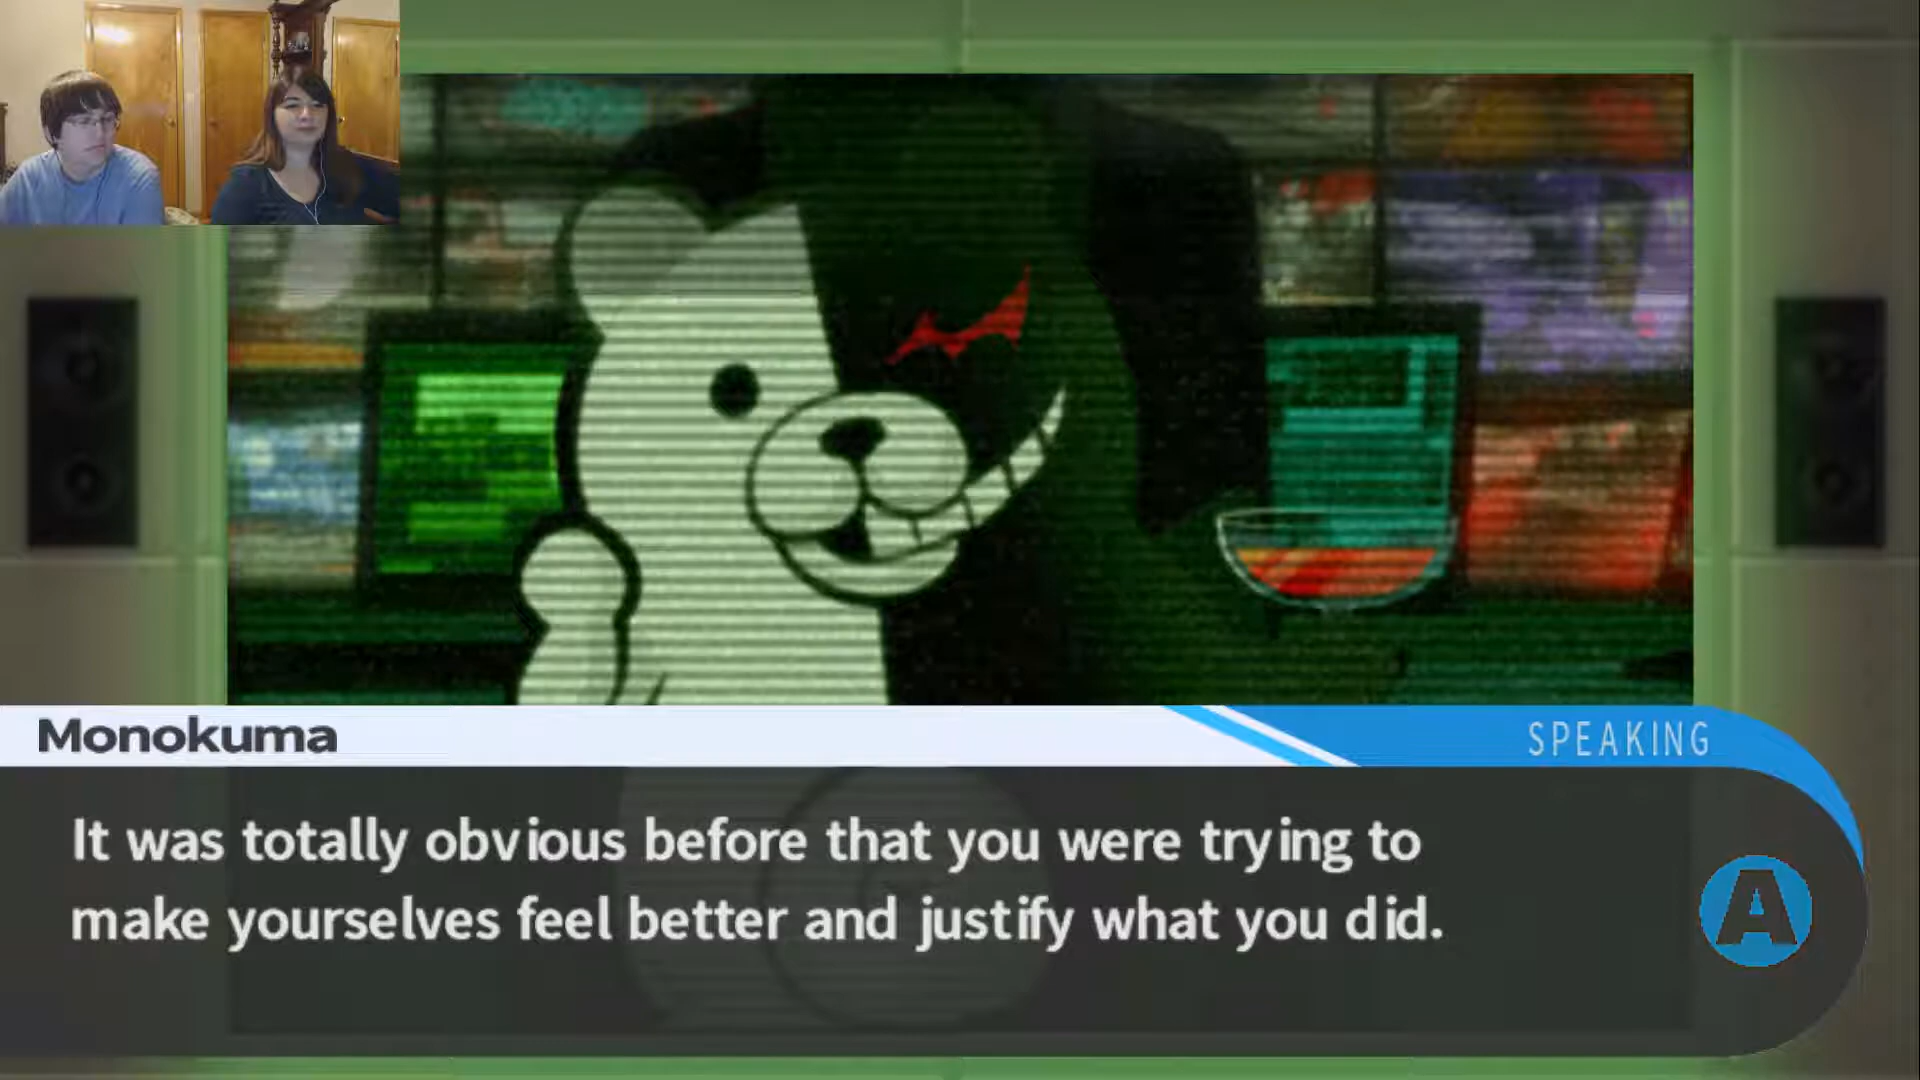 Monokuma
SPEAKING
It was totally obvious before that you were trying to
make yourselves feel better and justify what you did.
A